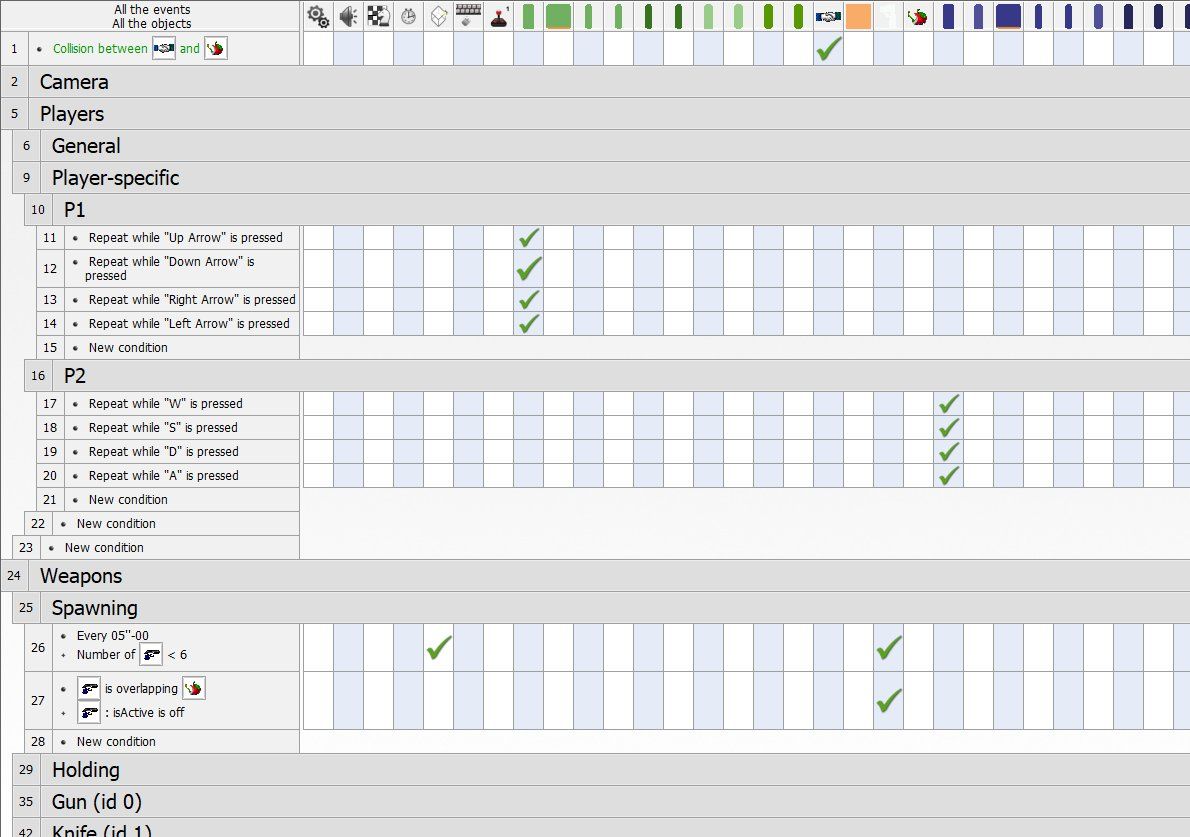 All the events
All the objects
1 • Collision between and
2 Camera
5 Players
6 General
9 Player-specific
10 P1
11 • Repeat while "Up Arrow" is pressed
12 • Repeat while "Down Arrow" is
pressed
13 • Repeat while "Right Arrow" is pressed
14 • Repeat while "Left Arrow" is pressed
15 • New condition
16 P2
17 • Repeat while "W" is pressed
18 • Repeat while "S" is pressed
19 • Repeat while "D" is pressed
20 • Repeat while "A" is pressed
21 • New condition
22 • New condition
23 • New condition
24 Weapons
25 Spawning
26 • Every 05''-00
• Number of < 6
27 • is overlapping
• : isActive is off
28 • New condition
29 Holding
35 Gun (id 0)
42 Knife (id 1)